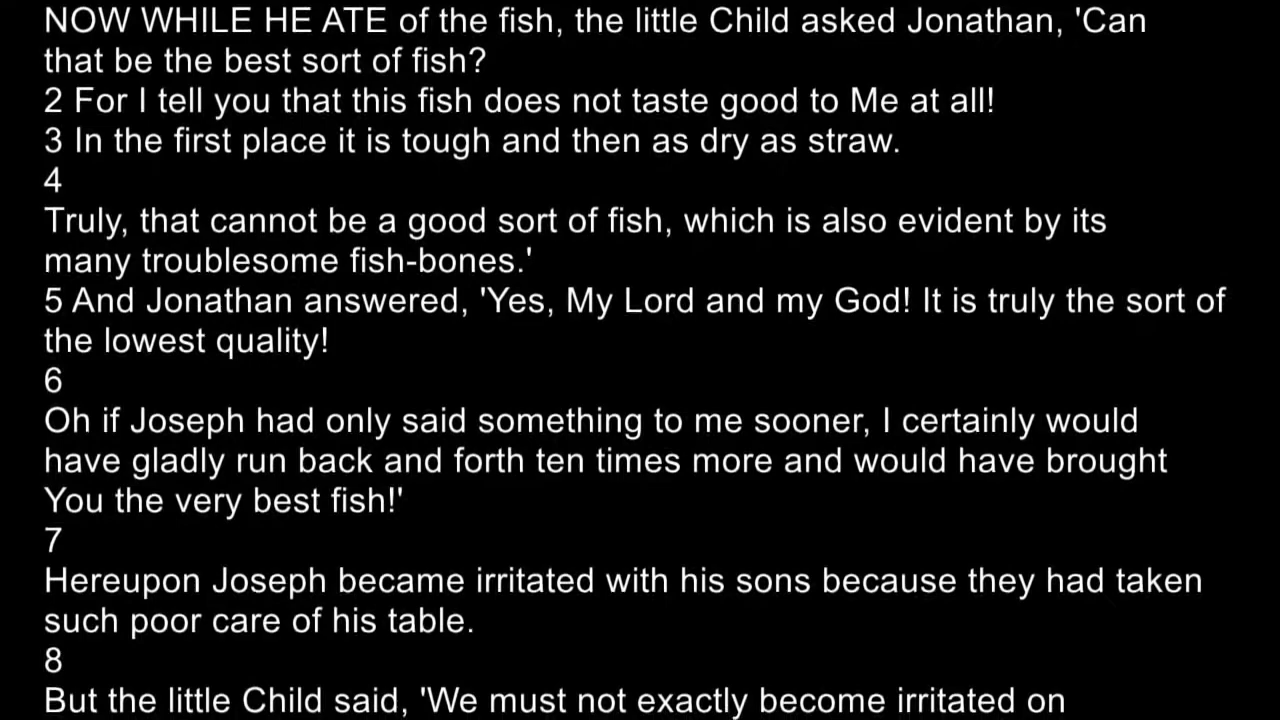 NOW WHILE HE ATE of the fish, the little Child asked Jonathan, 'Can
that be the best sort of fish?
2 For I tell you that this fish does not taste good to Me at all!
3 In the first place it is tough and then as dry as straw.
4
Truly, that cannot be a good sort of fish, which is also evident by its
many troublesome fish-bones.'
5 And Jonathan answered, 'Yes, My Lord and my God! It is truly the sort of
the lowest quality!
6
Oh if Joseph had only said something to me sooner, I certainly would
have gladly run back and forth ten times more and would have brought
You the very best fish!'
7
Hereupon Joseph became irritated with his sons because they had taken
such poor care of his table.
8
But the little Child said, 'We must not exactly become irritated on